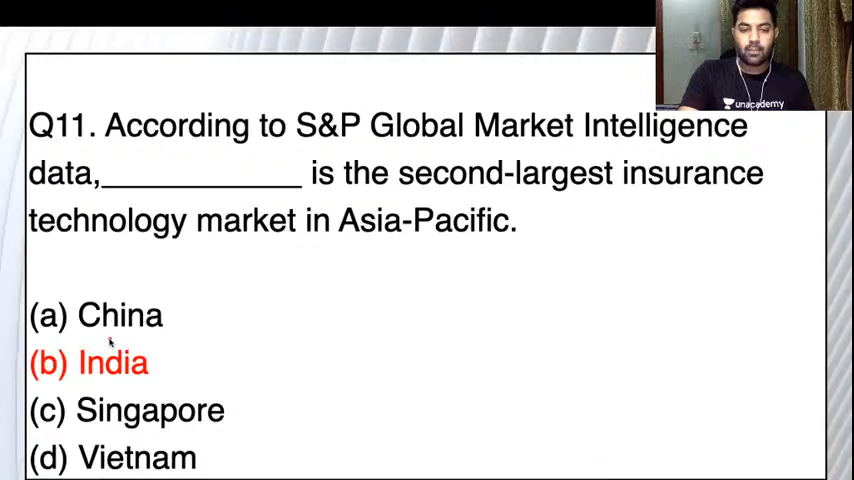 unacademy
Q11. According to S&P Global Market Intelligence
data,____________ is the second-largest insurance
technology market in Asia-Pacific.
(a) China
(b) India
(c) Singapore
(d) Vietnam